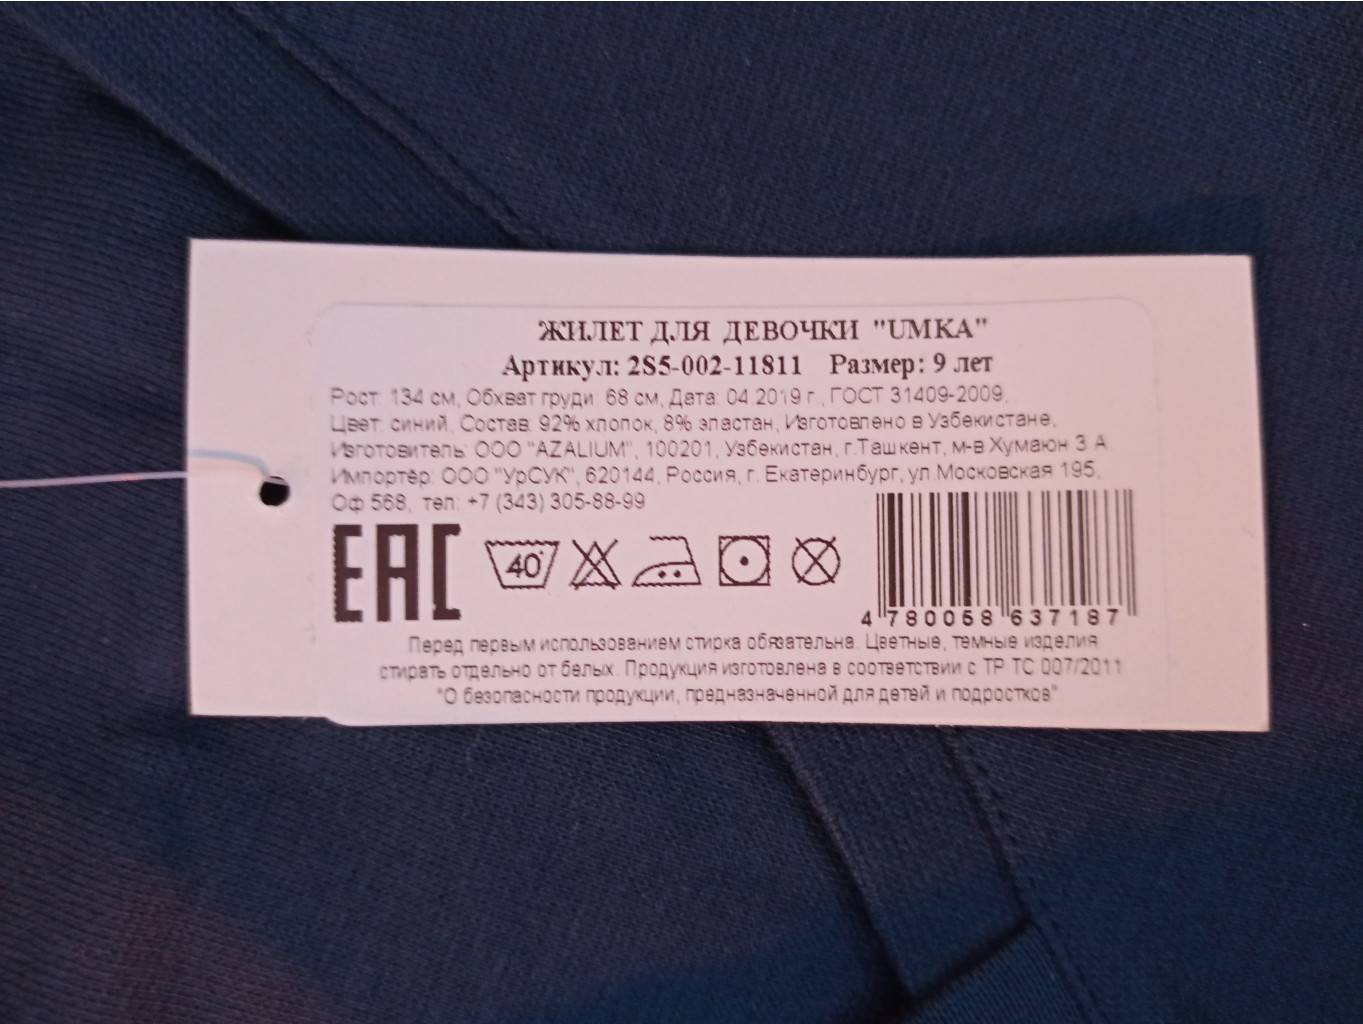 ЖИЛЕТ ДЛЯ ДЕВОЧКИ "UMKA"
Артикул: 2S5-002-11811 Размер: 9 лет
Рост: 134 см, Обхват груди: 68 см, Дата: 04.2019 г., ГОСТ 31409-2009,
Цвет: синий, Состав: 92% хлопок, 8% эластан, Изготовлено в Узбекистане,
Изготовитель: ООО "AZALIUM", 100201, Узбекистан, г.Ташкент, м-в Хумаюн 3 А
Импортёр: ООО "УрСУК", 620144, Россия, г. Екатеринбург, ул.Московская 195,
Оф 568, тел: +7 (343) 305-88-99
EAC
40°
4 780058 637187
Перед первым использованием стирка обязательна. Цветные, темные изделия
стирать отдельно от белых. Продукция изготовлена в соответствии с ТР ТС 007/2011
"О безопасности продукции, предназначенной для детей и подростков"